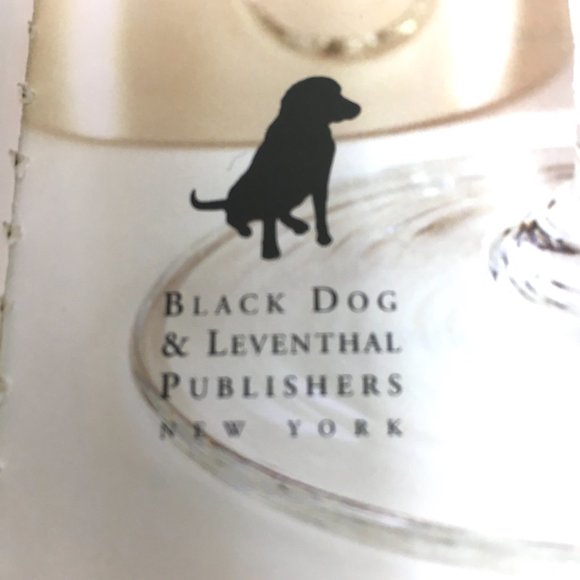 BLACK DOG
& LEVENTHAL
PUBLISHERS
NEW YORK